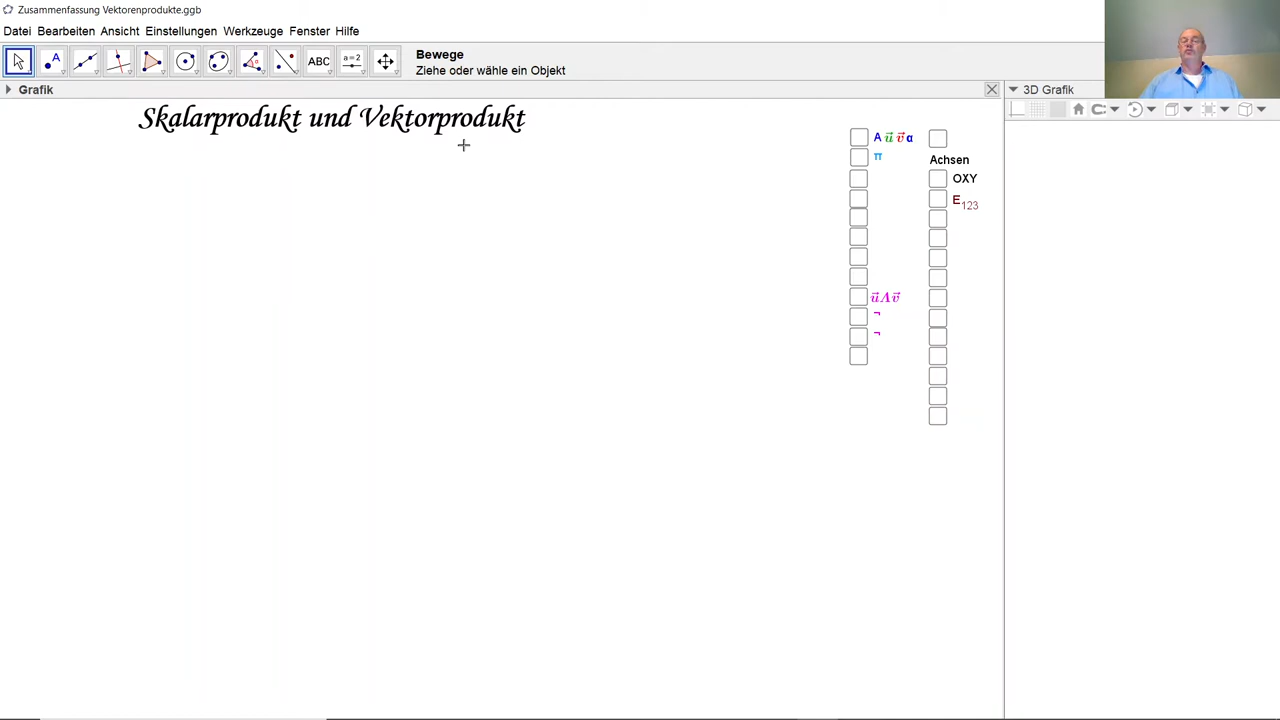 Zusammenfassung Vektorenprodukte.ggb
Datei Bearbeiten Ansicht Einstellungen Werkzeuge Fenster Hilfe
ABC
a=2
Bewege
Ziehe oder wähle ein Objekt
Grafik
3D Grafik
Skalarprodukt und Vektorprodukt
A u⃗ v⃗ α
π
Achsen
OXY
E₁₂₃
u⃗Λv⃗
¬
¬